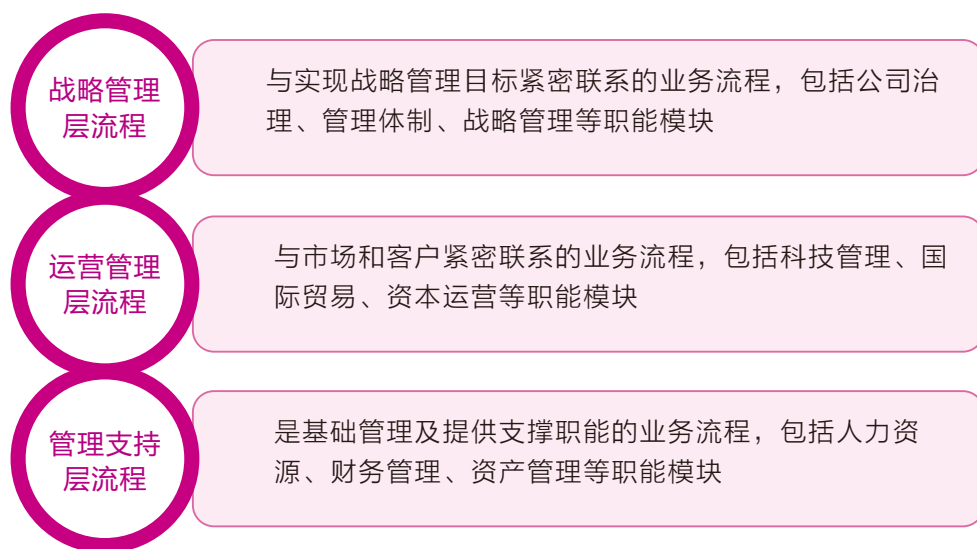 战略管理
层流程
与实现战略管理目标紧密联系的业务流程，包括公司治
理、管理体制、战略管理等职能模块
运营管理
层流程
与市场和客户紧密联系的业务流程，包括科技管理、国
际贸易、资本运营等职能模块
管理支持
层流程
是基础管理及提供支撑职能的业务流程，包括人力资
源、财务管理、资产管理等职能模块